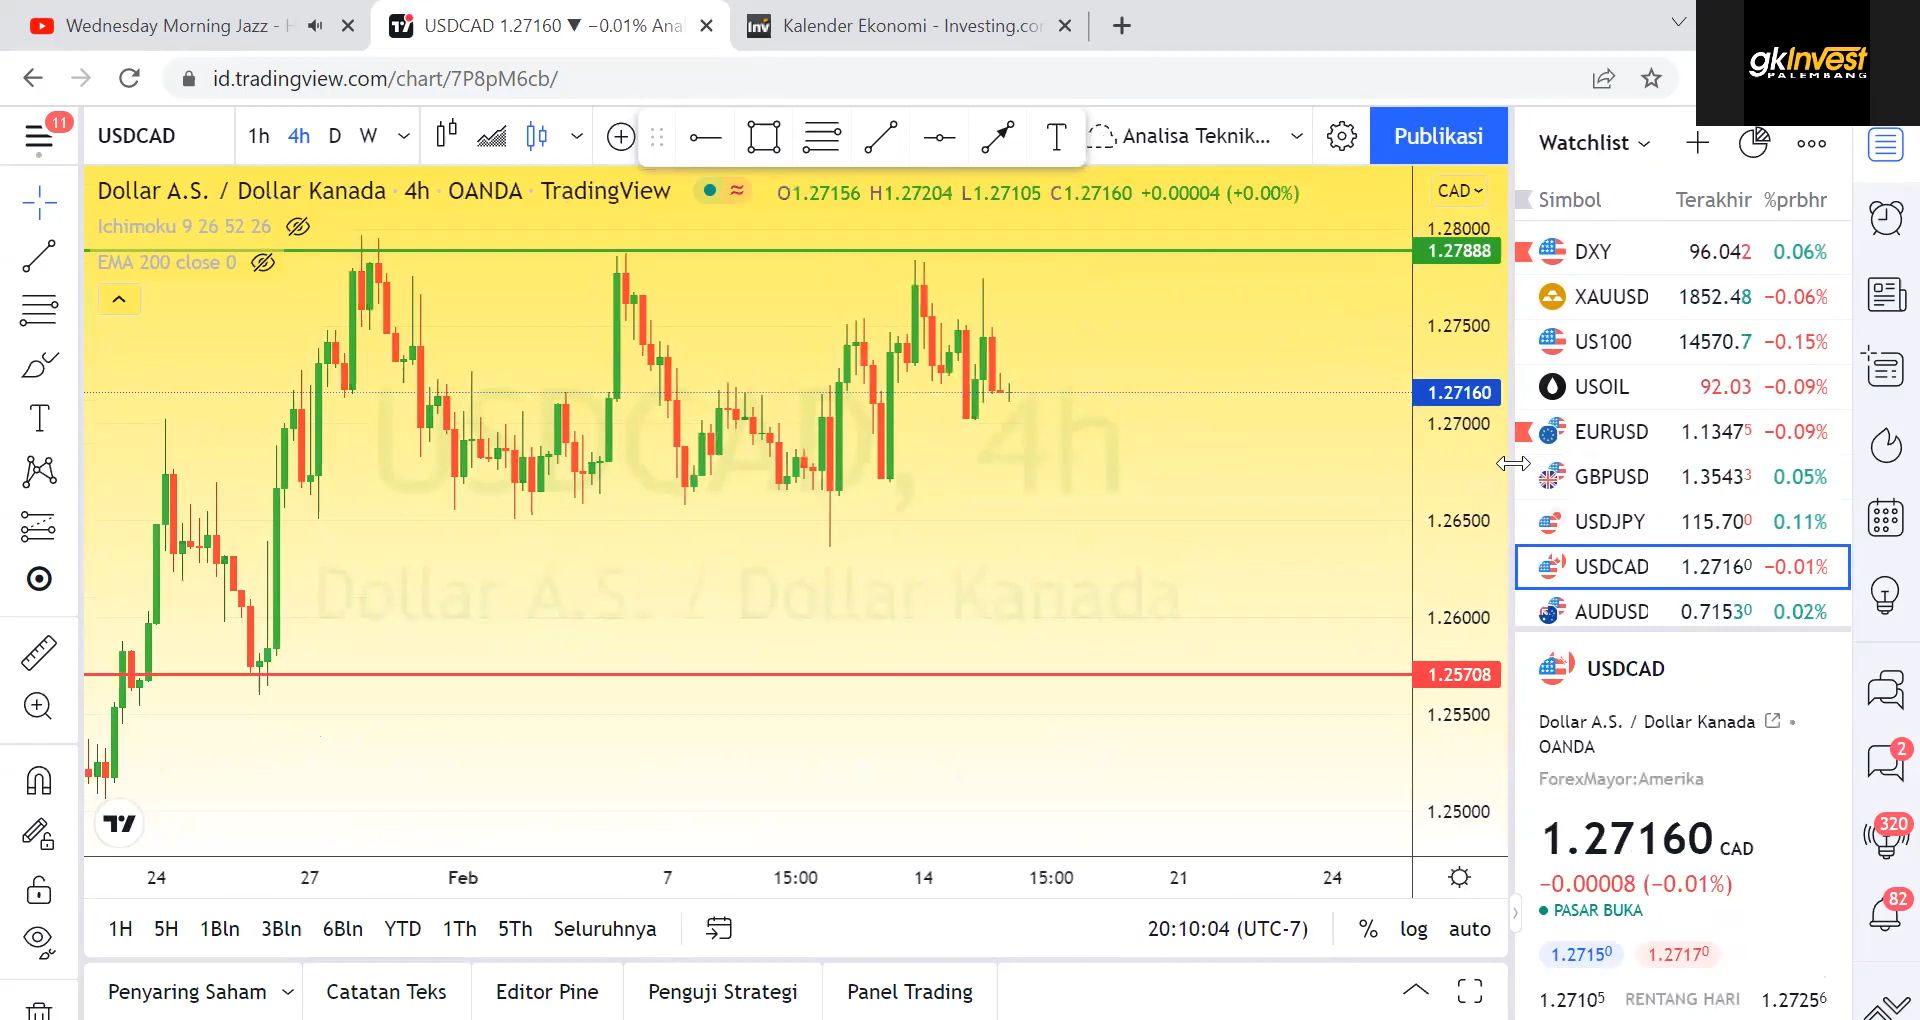 Wednesday Morning Jazz - H
USDCAD 1.27160 ▼ −0.01% Anal
Kalender Ekonomi - Investing.com
gkInvest
PALEMBANG
id.tradingview.com/chart/7P8pM6cb/
11
USDCAD
1h 4h D W
Analisa Teknik...
Publikasi
Watchlist
Dollar A.S. / Dollar Kanada · 4h · OANDA · TradingView
O1.27156 H1.27204 L1.27105 C1.27160 +0.00004 (+0.00%)
CAD
Ichimoku 9 26 52 26
EMA 200 close 0
USDCAD, 4h
Dollar A.S. / Dollar Kanada
1.28000
1.27888
1.27500
1.27160
1.27000
1.26500
1.26000
1.25708
1.25500
1.25000
24 27 Feb 7 15:00 14 15:00 21 24
1H 5H 1Bln 3Bln 6Bln YTD 1Th 5Th Seluruhnya
20:10:04 (UTC-7) % log auto
Penyaring Saham Catatan Teks Editor Pine Penguji Strategi Panel Trading
Simbol Terakhir %prbhr
DXY 96.042 0.06%
XAUUSD 1852.48 −0.06%
US100 14570.7 −0.15%
USOIL 92.03 −0.09%
EURUSD 1.13475 −0.09%
GBPUSD 1.35433 0.05%
USDJPY 115.700 0.11%
USDCAD 1.27160 −0.01%
AUDUSD 0.71530 0.02%
USDCAD
Dollar A.S. / Dollar Kanada
OANDA
ForexMayor:Amerika
1.27160 CAD
−0.00008 (−0.01%)
PASAR BUKA
1.27150 1.27170
1.27105 RENTANG HARI 1.27256
2
320
82